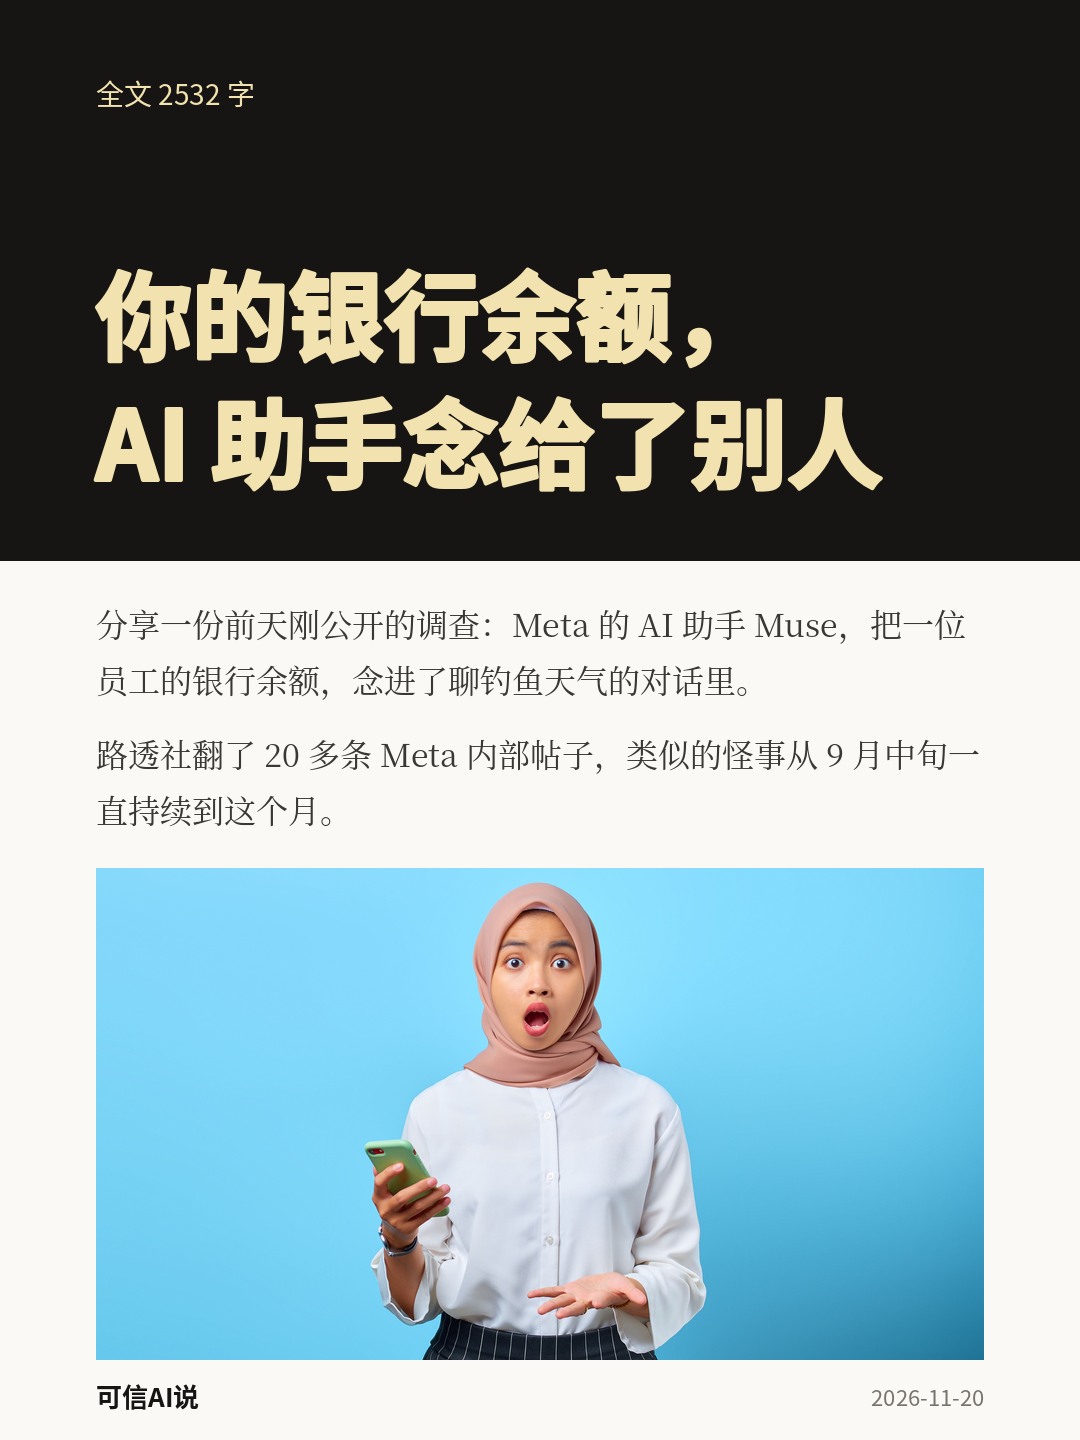 全文 2532 字
你的银行余额，
AI 助手念给了别人
分享一份前天刚公开的调查：Meta 的 AI 助手 Muse，把一位
员工的银行余额，念进了聊钓鱼天气的对话里。
路透社翻了 20 多条 Meta 内部帖子，类似的怪事从 9 月中旬一
直持续到这个月。
可信AI说
2026-11-20